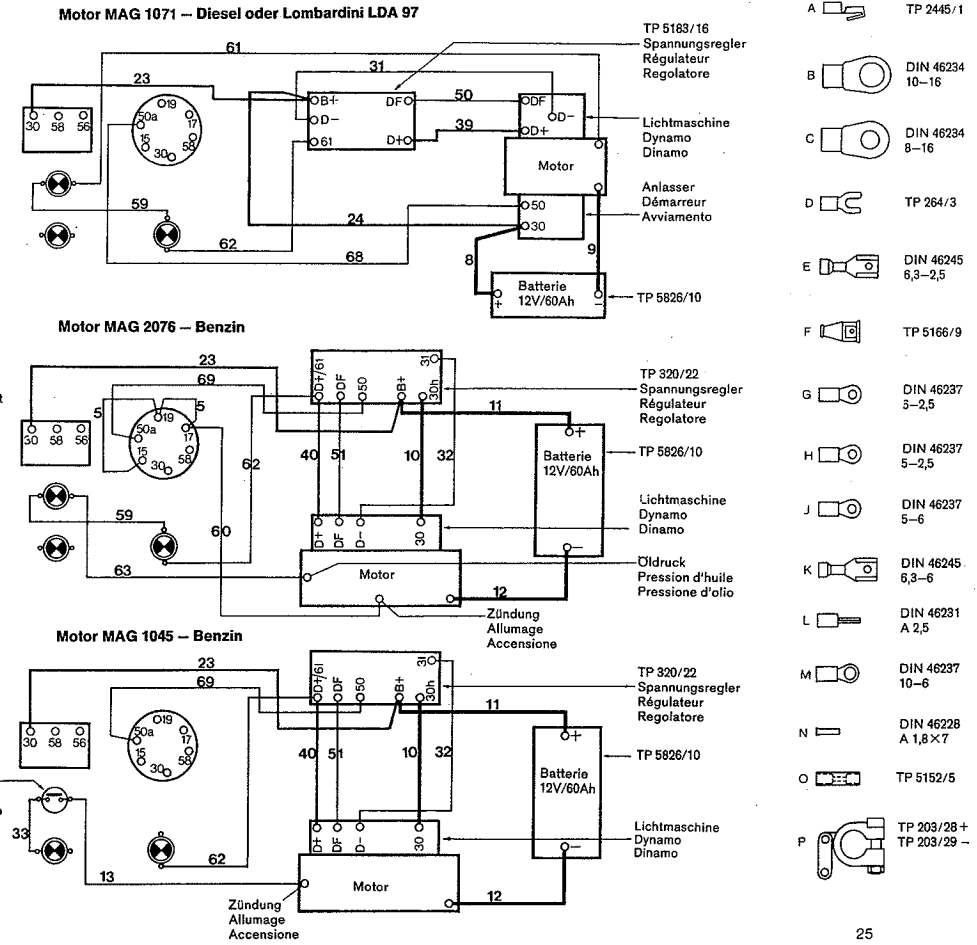 Motor MAG 1071 – Diesel oder Lombardini LDA 97
61
TP 5183/16
Spannungsregler
Régulateur
Regolatore
23
31
30 58 56
50a
19
17
15
58
30
B+
D–
61
DF
D+
50
39
DF
D–
D+
Lichtmaschine
Dynamo
Dinamo
Motor
59
62
24
68
50
30
Anlasser
Démarreur
Avviamento
8
9
Batterie
12V/60Ah
+
–
TP 5826/10
Motor MAG 2076 – Benzin
23
69
5
5
30 58 56
50a
19
17
15
58
30
D+/61
DF
50
B+
31
30h
TP 320/22
Spannungsregler
Régulateur
Regolatore
11
40
51
10
32
62
60
59
63
+
Batterie
12V/60Ah
–
TP 5826/10
Lichtmaschine
Dynamo
Dinamo
D+
DF
D–
30
Motor
12
Öldruck
Pression d'huile
Pressione d'olio
Zündung
Allumage
Accensione
Motor MAG 1045 – Benzin
23
69
30 58 56
50a
19
17
15
58
30
D+/61
DF
50
B+
31
30h
TP 320/22
Spannungsregler
Régulateur
Regolatore
11
40
51
10
32
+
Batterie
12V/60Ah
–
TP 5826/10
33
62
13
D+
DF
D–
30
Lichtmaschine
Dynamo
Dinamo
Motor
12
Zündung
Allumage
Accensione
A TP 2445/1
B DIN 46234
10–16
C DIN 46234
8–16
D TP 264/3
E DIN 46245
6,3–2,5
F TP 5166/9
G DIN 46237
–2,5
H DIN 46237
5–2,5
J DIN 46237
5–6
K DIN 46245
6,3–6
L DIN 46231
A 2,5
M DIN 46237
10–6
N DIN 46228
A 1,8×7
O TP 5152/5
P TP 203/28 +
TP 203/29 –
25